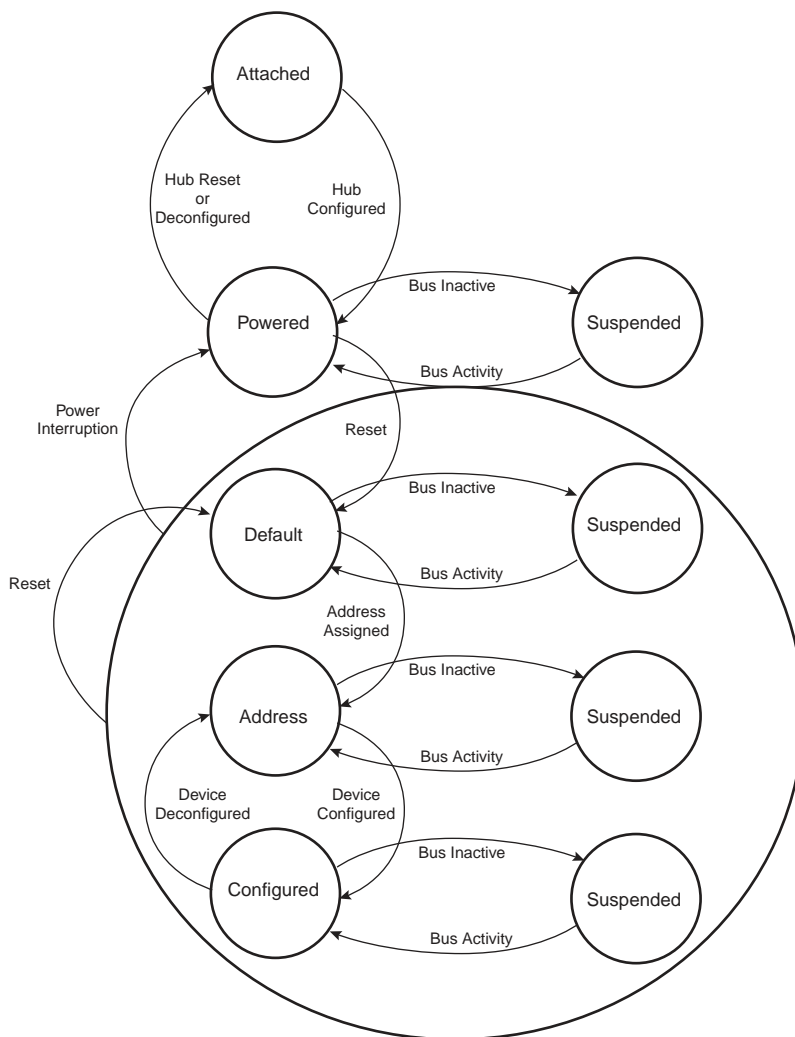 Attached
Hub Reset
or
Deconfigured
Hub
Configured
Powered
Bus Inactive
Suspended
Bus Activity
Power
Interruption
Reset
Default
Bus Inactive
Suspended
Bus Activity
Reset
Address
Assigned
Address
Bus Inactive
Suspended
Bus Activity
Device
Deconfigured
Device
Configured
Configured
Bus Inactive
Suspended
Bus Activity